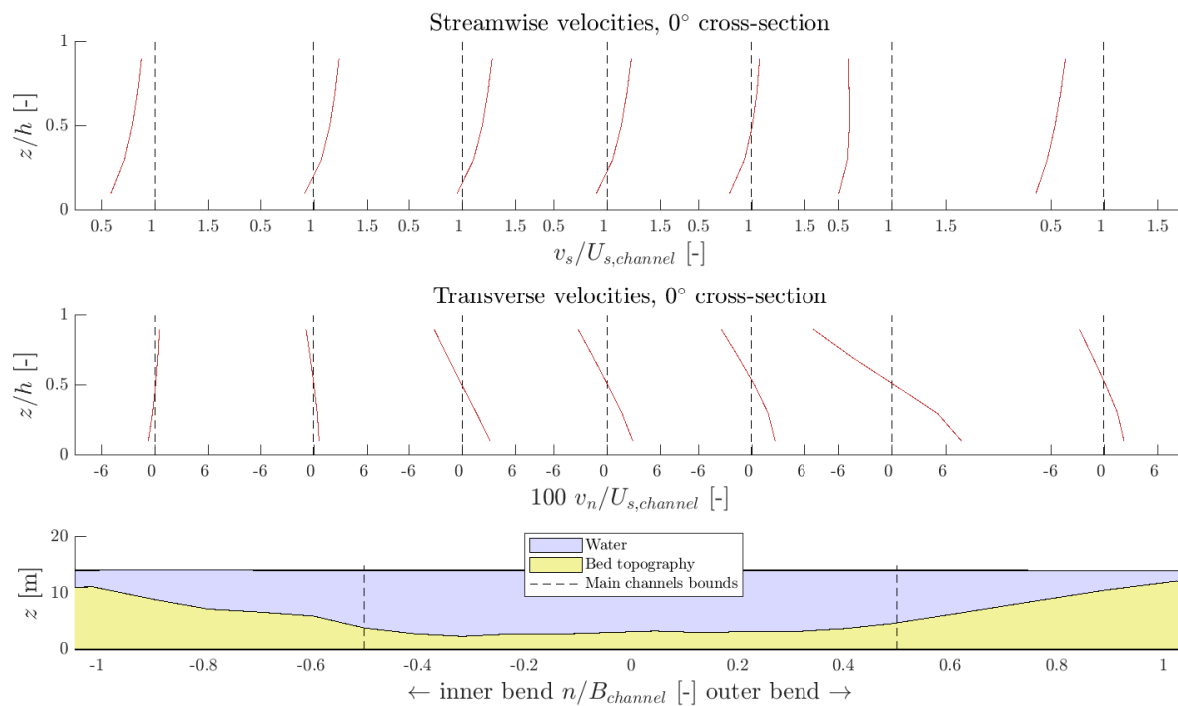 Streamwise velocities, 0° cross-section
1
0.5
0
z/h [-]
0.5 1 1.5 0.5 1 1.5 0.5 1 1.5 0.5 1 1.5 0.5 1 1.5 0.5 1 1.5 0.5 1 1.5
v_s/U_{s,channel} [-]
Transverse velocities, 0° cross-section
1
0.5
0
z/h [-]
-6 0 6 -6 0 6 -6 0 6 -6 0 6 -6 0 6 -6 0 6 -6 0 6
100 v_n/U_{s,channel} [-]
20
10
0
z [m]
Water
Bed topography
Main channels bounds
-1 -0.8 -0.6 -0.4 -0.2 0 0.2 0.4 0.6 0.8 1
← inner bend n/B_{channel} [-] outer bend →